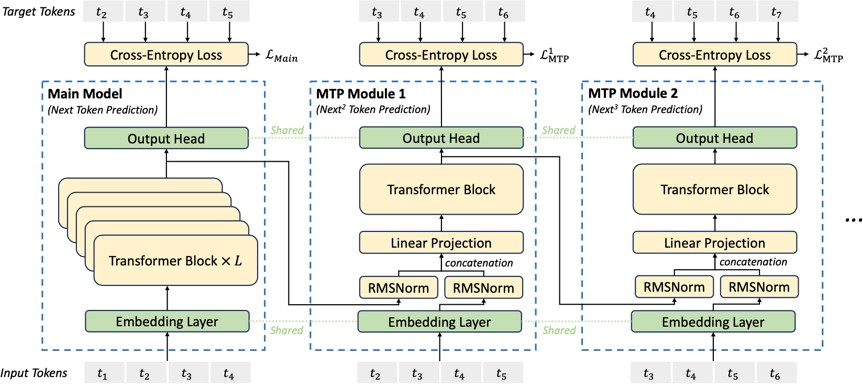 Target Tokens t₂ t₃ t₄ t₅ t₃ t₄ t₅ t₆ t₄ t₅ t₆ t₇
Cross-Entropy Loss ℒ_Main Cross-Entropy Loss ℒ¹_MTP Cross-Entropy Loss ℒ²_MTP
Main Model MTP Module 1 MTP Module 2
(Next Token Prediction) (Next² Token Prediction) (Next³ Token Prediction)
Output Head Shared Output Head Shared Output Head
Transformer Block Transformer Block
Linear Projection Linear Projection
Transformer Block × L concatenation concatenation
RMSNorm RMSNorm RMSNorm RMSNorm
...
Embedding Layer Shared Embedding Layer Shared Embedding Layer
Input Tokens t₁ t₂ t₃ t₄ t₂ t₃ t₄ t₅ t₃ t₄ t₅ t₆